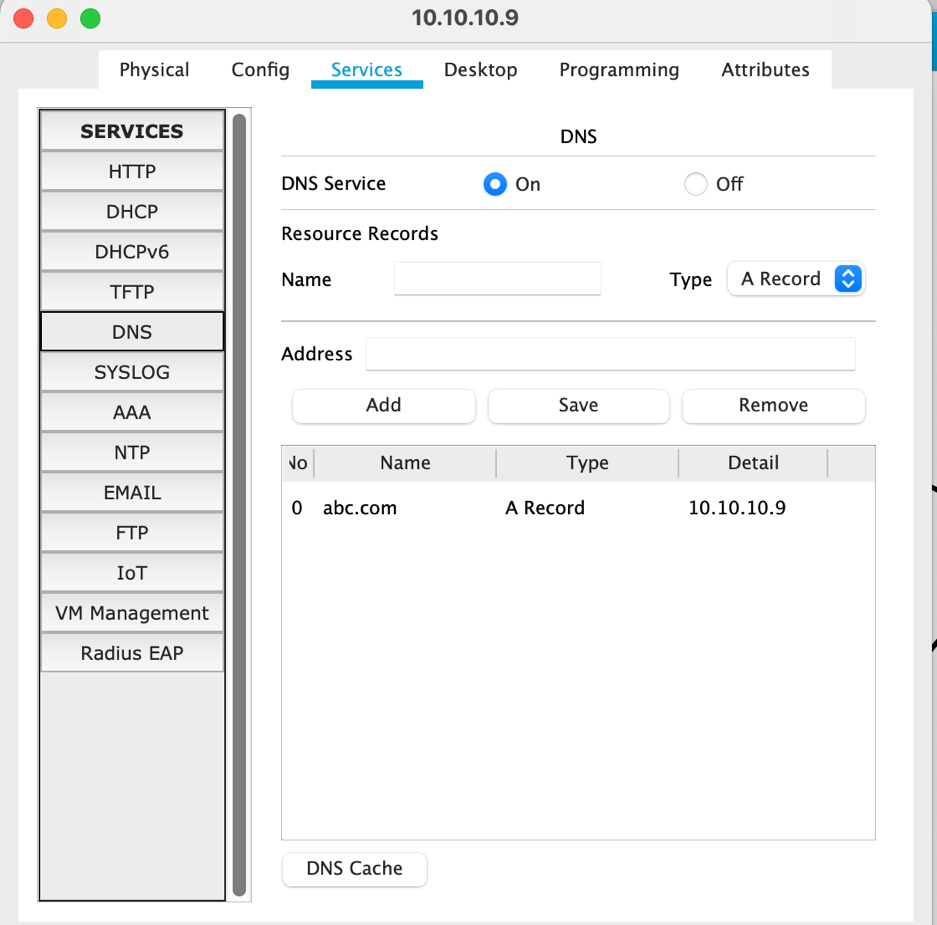 10.10.10.9
Physical Config Services Desktop Programming Attributes
SERVICES
HTTP
DHCP
DHCPv6
TFTP
DNS
SYSLOG
AAA
NTP
EMAIL
FTP
IoT
VM Management
Radius EAP
DNS
DNS Service On Off
Resource Records
Name Type A Record
Address
Add Save Remove
No Name Type Detail
0 abc.com A Record 10.10.10.9
DNS Cache